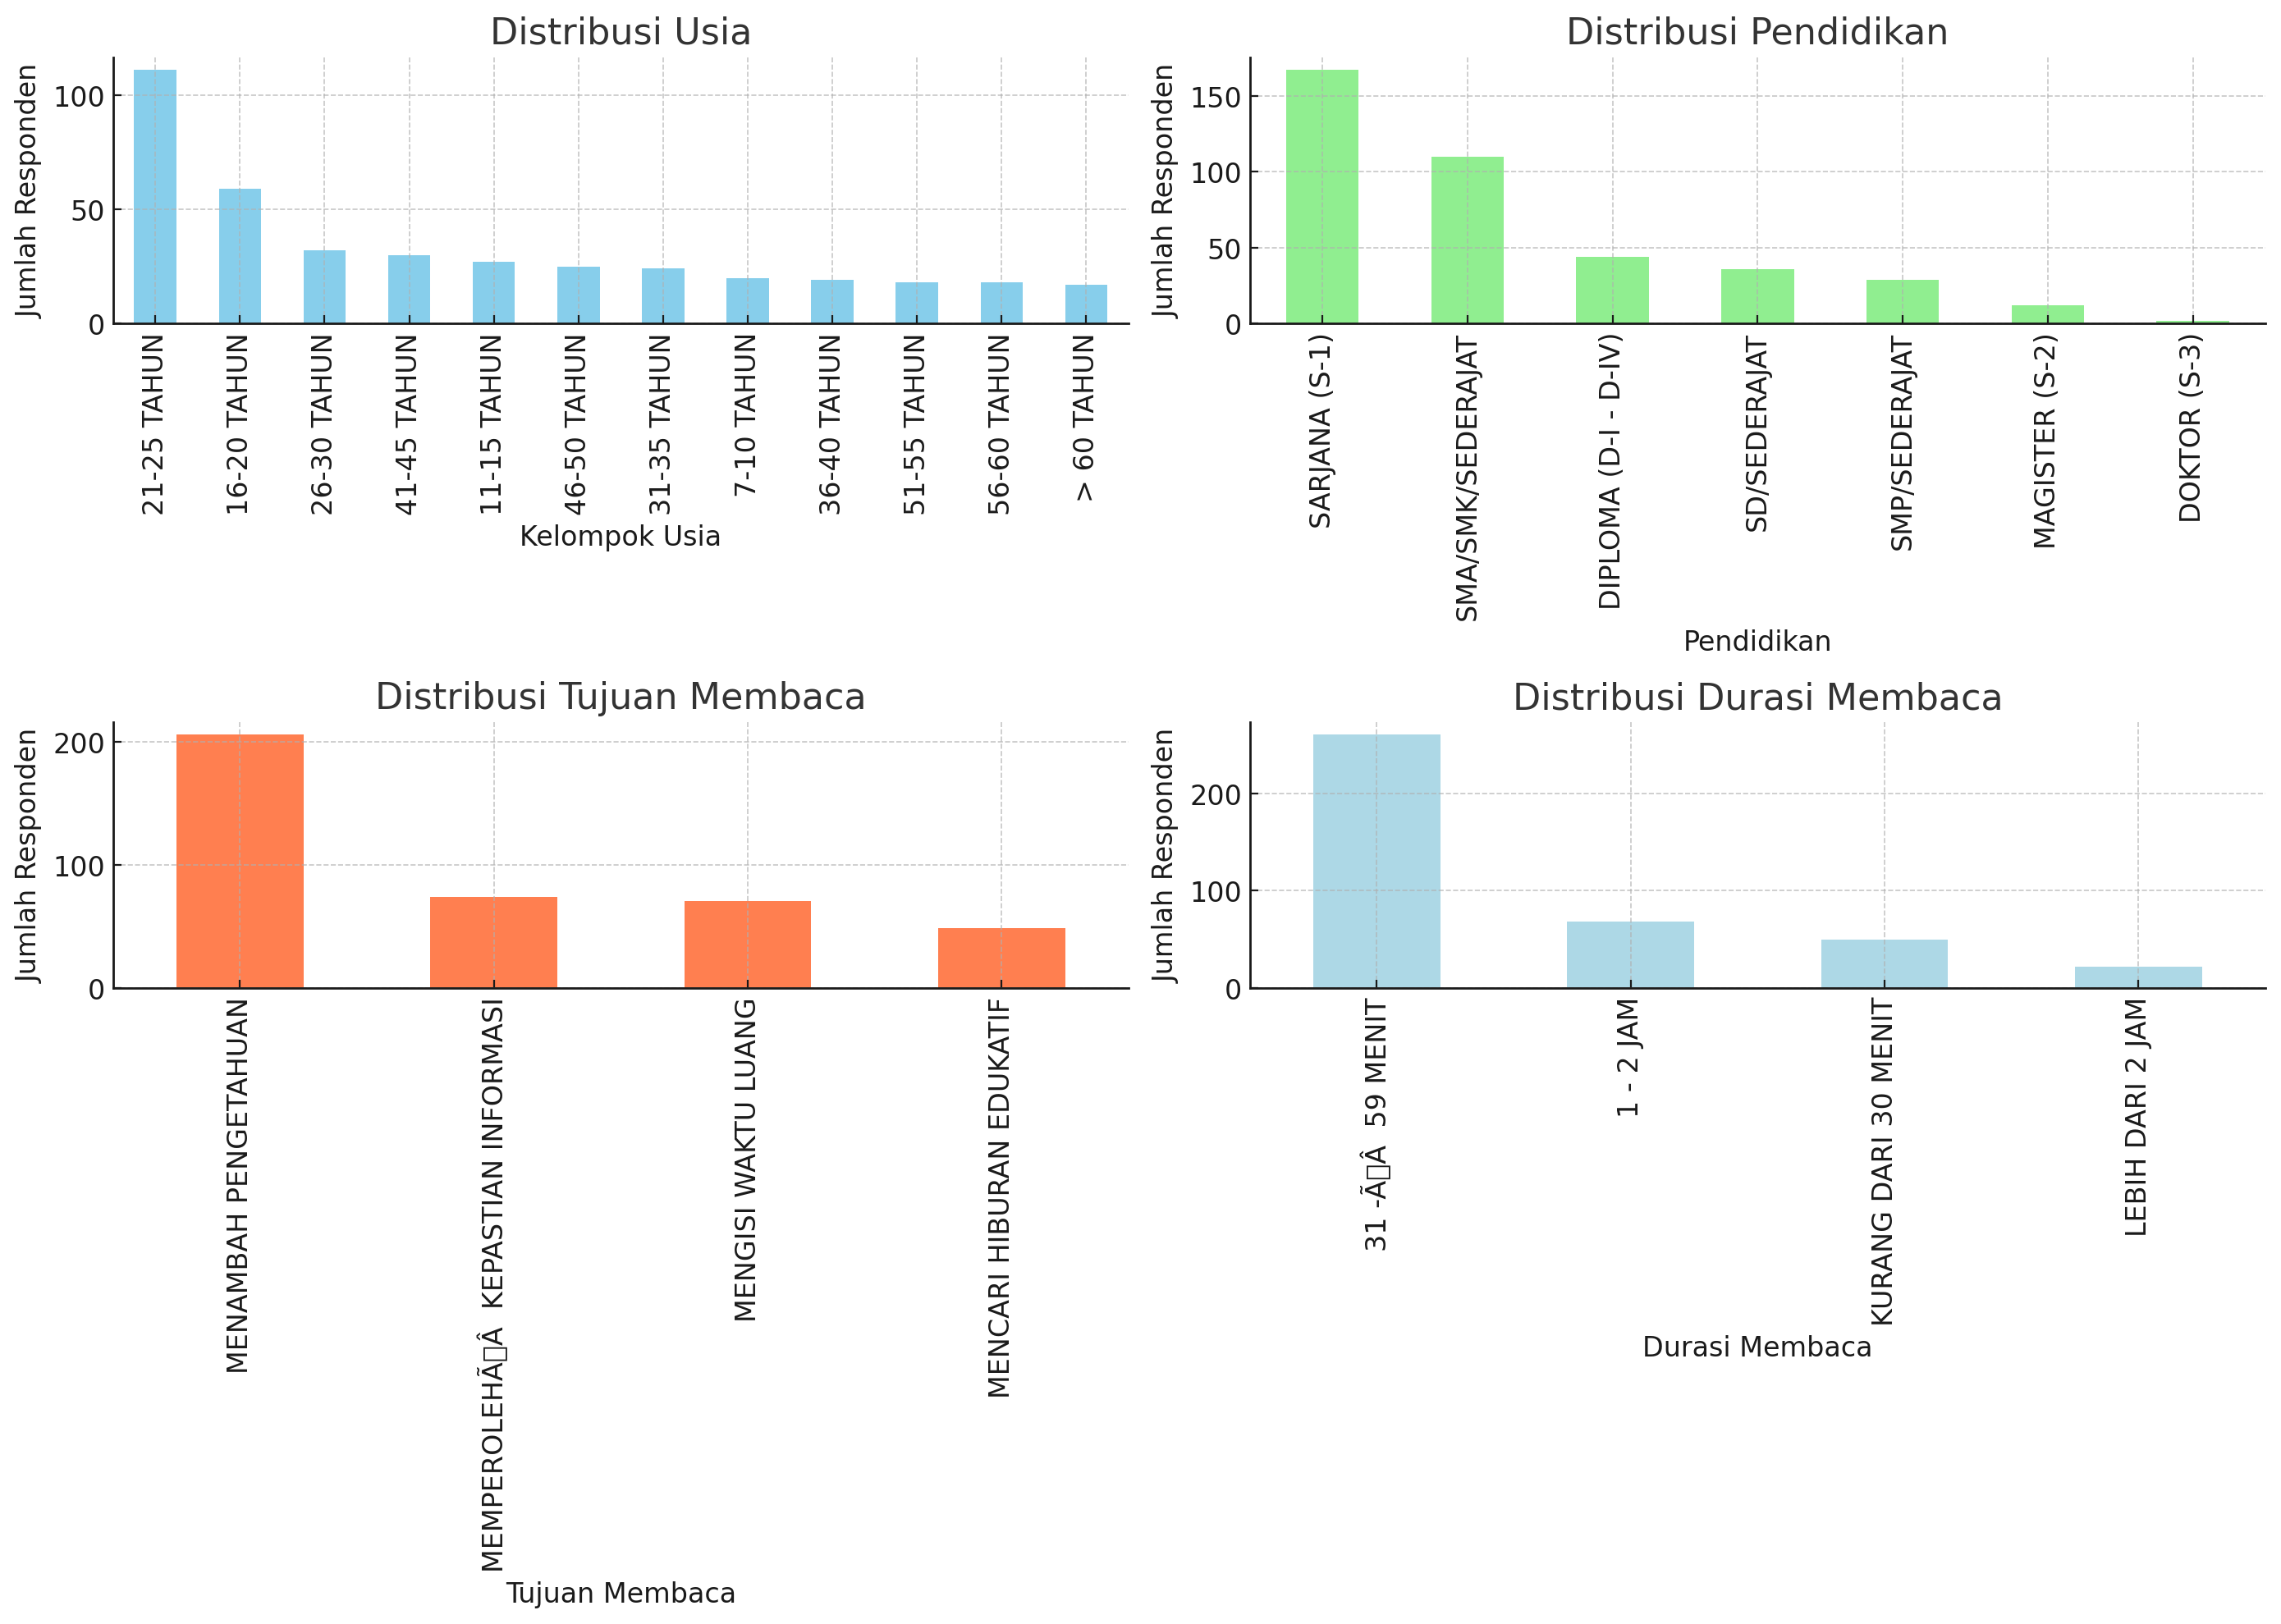 Distribusi Usia
Jumlah Responden
100
50
0
21-25 TAHUN
16-20 TAHUN
26-30 TAHUN
41-45 TAHUN
11-15 TAHUN
46-50 TAHUN
31-35 TAHUN
7-10 TAHUN
36-40 TAHUN
51-55 TAHUN
56-60 TAHUN
> 60 TAHUN
Kelompok Usia
Distribusi Pendidikan
Jumlah Responden
150
100
50
0
SARJANA (S-1)
SMA/SMK/SEDERAJAT
DIPLOMA (D-I - D-IV)
SD/SEDERAJAT
SMP/SEDERAJAT
MAGISTER (S-2)
DOKTOR (S-3)
Pendidikan
Distribusi Tujuan Membaca
Jumlah Responden
200
100
0
MENAMBAH PENGETAHUAN
MEMPEROLEHÃ▯Â  KEPASTIAN INFORMASI
MENGISI WAKTU LUANG
MENCARI HIBURAN EDUKATIF
Tujuan Membaca
Distribusi Durasi Membaca
Jumlah Responden
200
100
0
31 -Ã▯Â  59 MENIT
1 - 2 JAM
KURANG DARI 30 MENIT
LEBIH DARI 2 JAM
Durasi Membaca